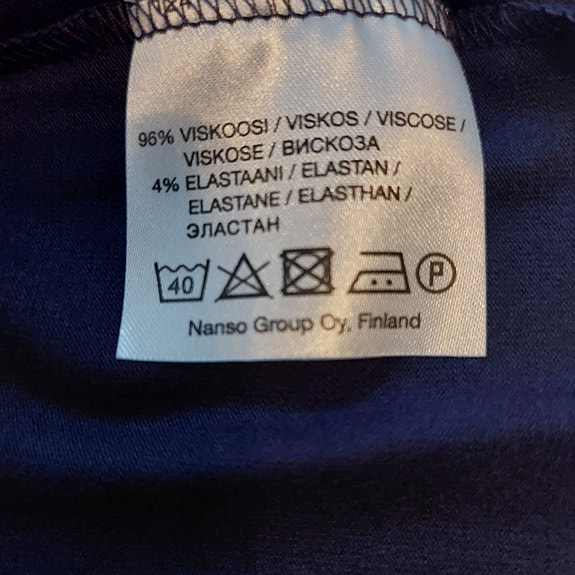 96% VISKOOSI / VISKOS / VISCOSE /
VISKOSE / ВИСКОЗА
4% ELASTAANI / ELASTAN /
ELASTANE / ELASTHAN /
ЭЛАСТАН
40 P
Nanso Group Oy, Finland